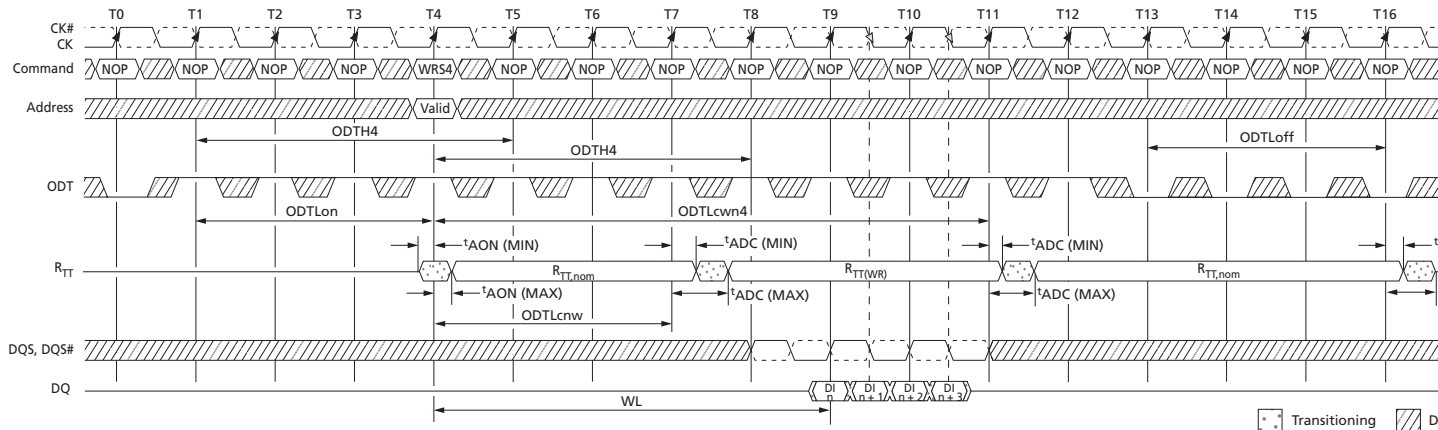 T0 T1 T2 T3 T4 T5 T6 T7 T8 T9 T10 T11 T12 T13 T14 T15 T16
CK#
CK
Command NOP NOP NOP NOP WRS4 NOP NOP NOP NOP NOP NOP NOP NOP NOP NOP NOP NOP
Address Valid
ODTH4 ODTLoff
ODTH4
ODT
ODTLon ODTLcwn4
tAON (MIN) tADC (MIN) tADC (MIN) t
RTT RTT,nom RTT(WR) RTT,nom
tAON (MAX) tADC (MAX) tADC (MAX)
ODTLcnw
DQS, DQS#
DQ DI n DI n + 1 DI n + 2 DI n + 3
WL
Transitioning D